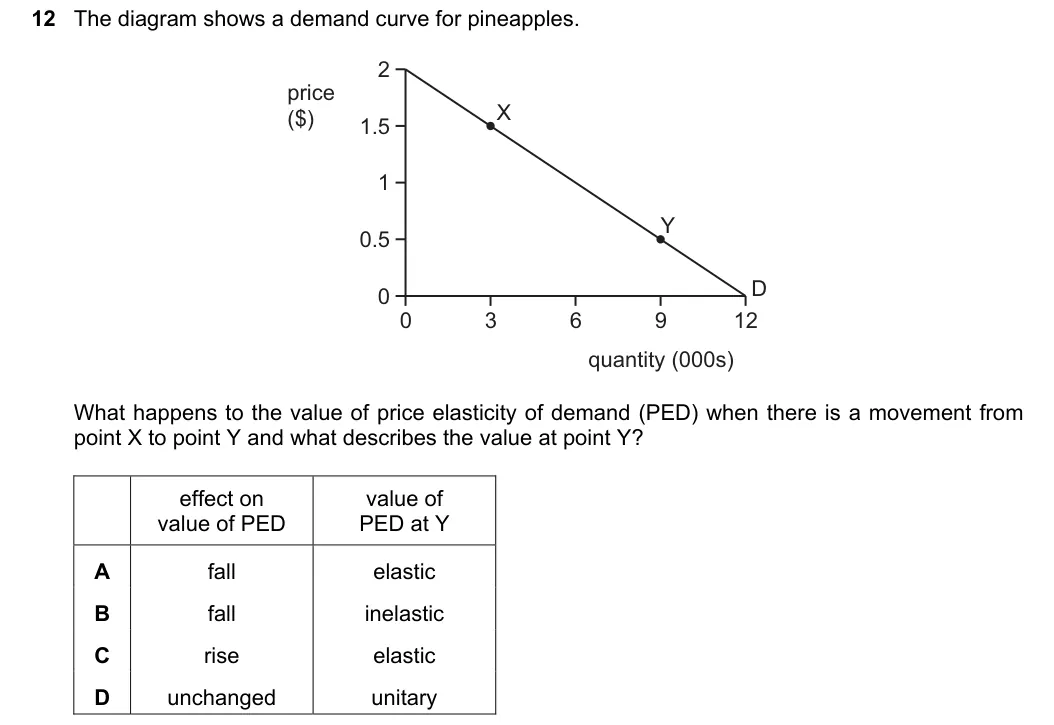 12 The diagram shows a demand curve for pineapples.
price
($)
2
1.5
1
0.5
0
X
Y
D
0 3 6 9 12
quantity (000s)
What happens to the value of price elasticity of demand (PED) when there is a movement from
point X to point Y and what describes the value at point Y?
effect on
value of PED
value of
PED at Y
A fall elastic
B fall inelastic
C rise elastic
D unchanged unitary